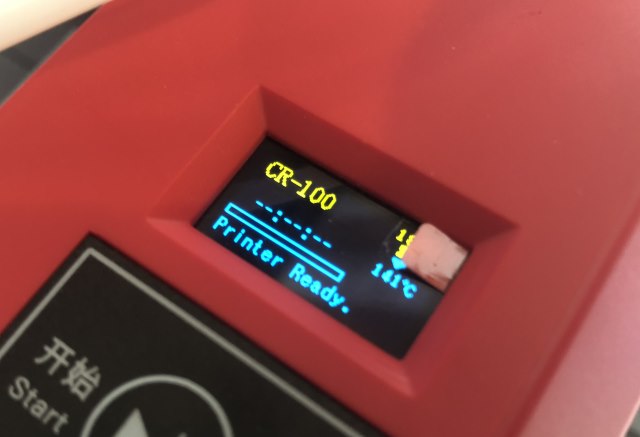 CR-100
--:--:--
Printer Ready.
141℃
开始
Start